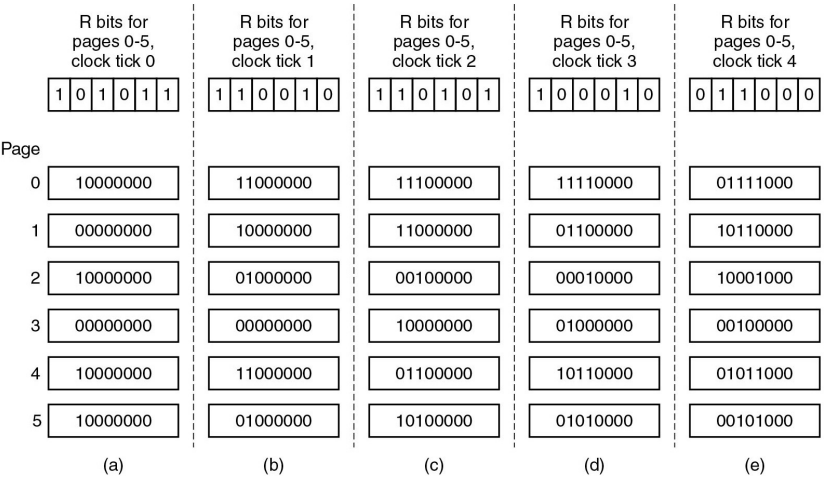 R bits for pages 0-5, clock tick 0
R bits for pages 0-5, clock tick 1
R bits for pages 0-5, clock tick 2
R bits for pages 0-5, clock tick 3
R bits for pages 0-5, clock tick 4
1 0 1 0 1 1 1 1 0 0 1 0 1 1 0 1 0 1 1 0 0 0 1 0 0 1 1 0 0 0
Page
0 10000000 11000000 11100000 11110000 01111000
1 00000000 10000000 11000000 01100000 10110000
2 10000000 01000000 00100000 00010000 10001000
3 00000000 00000000 10000000 01000000 00100000
4 10000000 11000000 01100000 10110000 01011000
5 10000000 01000000 10100000 01010000 00101000
(a) (b) (c) (d) (e)